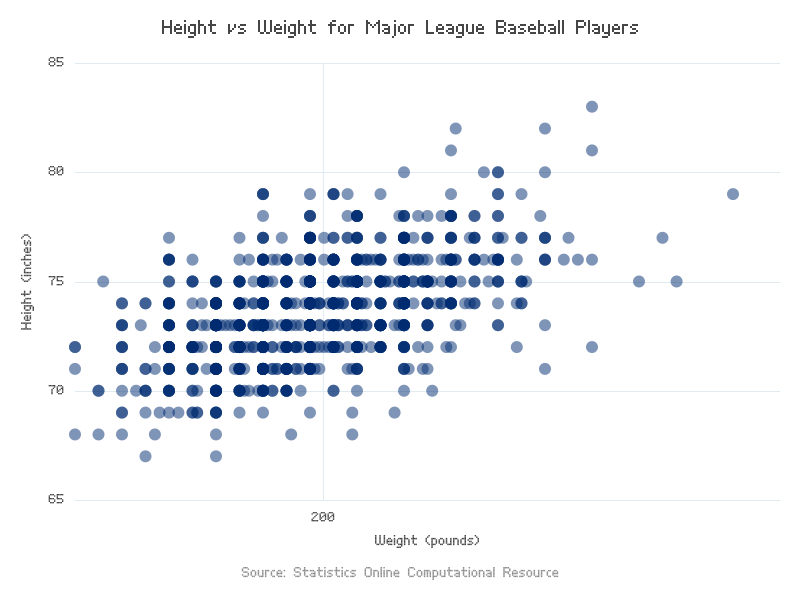 Height vs Weight for Major League Baseball Players
85
80
75
70
65
Height (inches)
200
Weight (pounds)
Source: Statistics Online Computational Resource